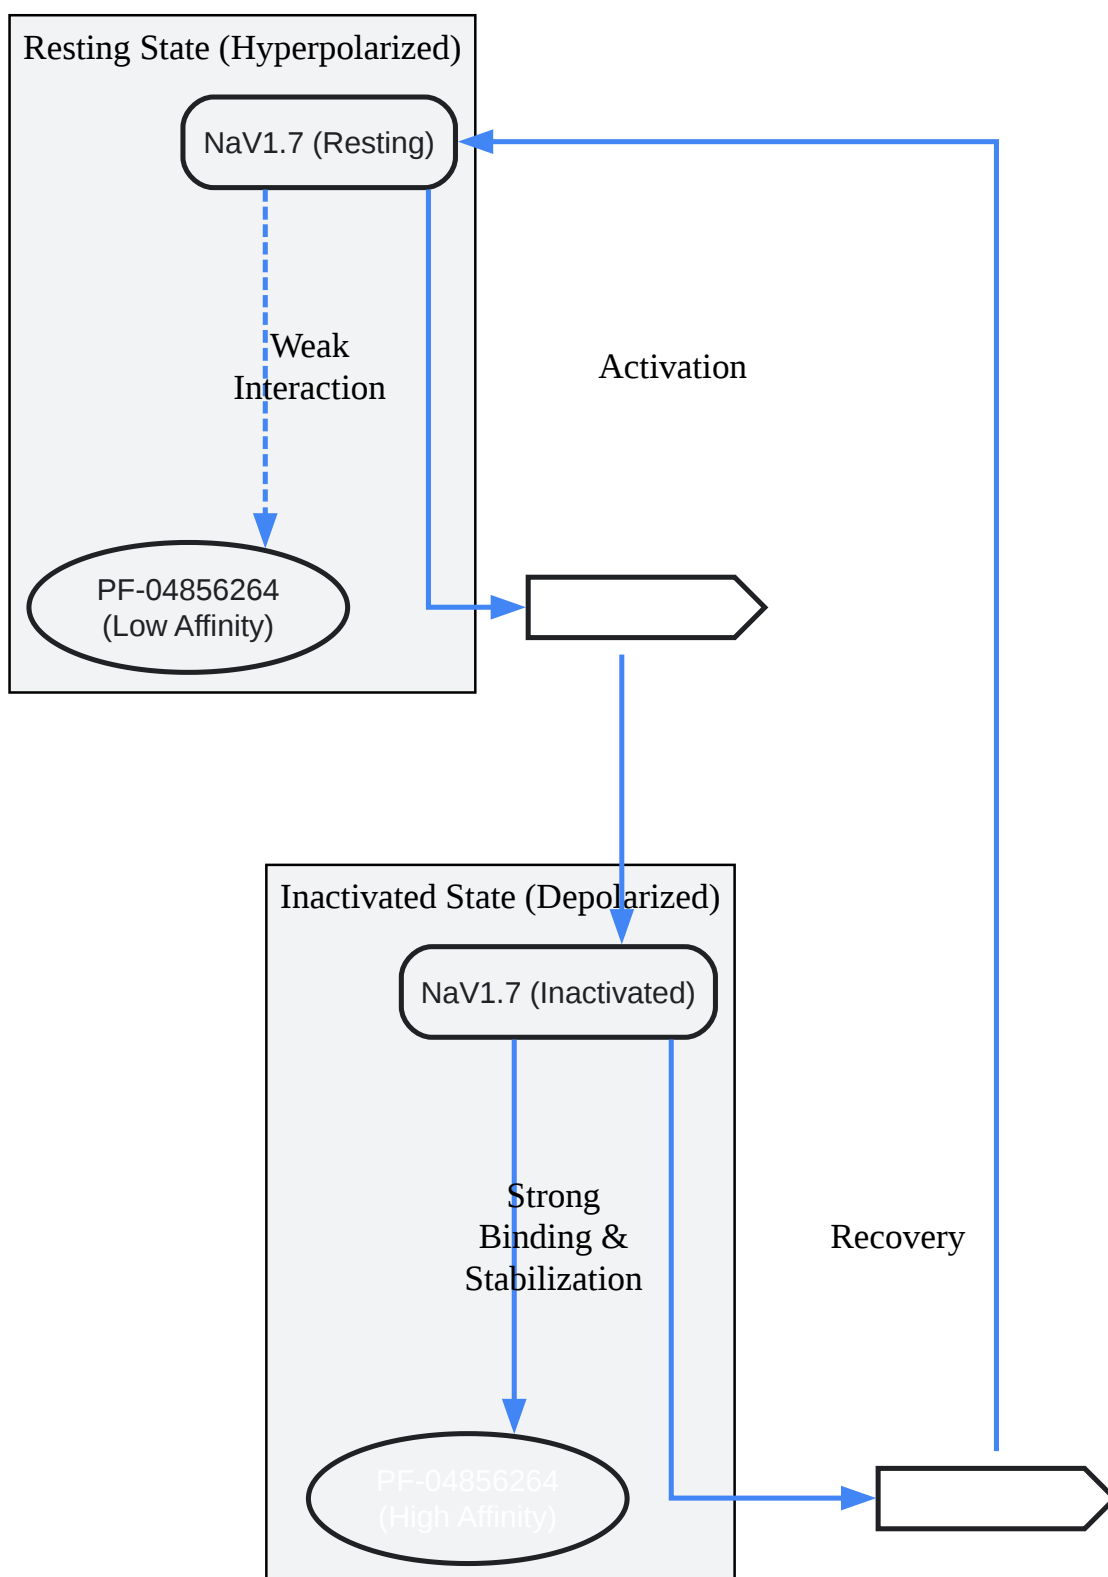 Resting State (Hyperpolarized)
NaV1.7 (Resting)
Weak
Interaction
Activation
PF-04856264
(Low Affinity)
Inactivated State (Depolarized)
NaV1.7 (Inactivated)
Strong
Binding &
Stabilization
Recovery
PF-04856264
(High Affinity)